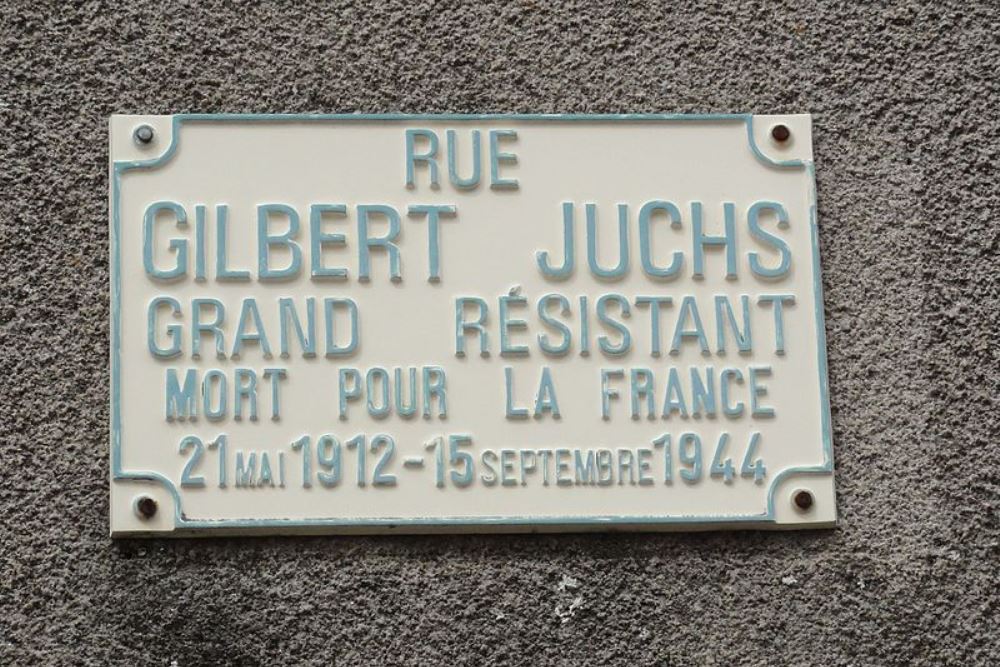 RUE
GILBERT JUCHS
GRAND RÉSISTANT
MORT POUR LA FRANCE
21 MAI 1912-15 SEPTEMBRE 1944